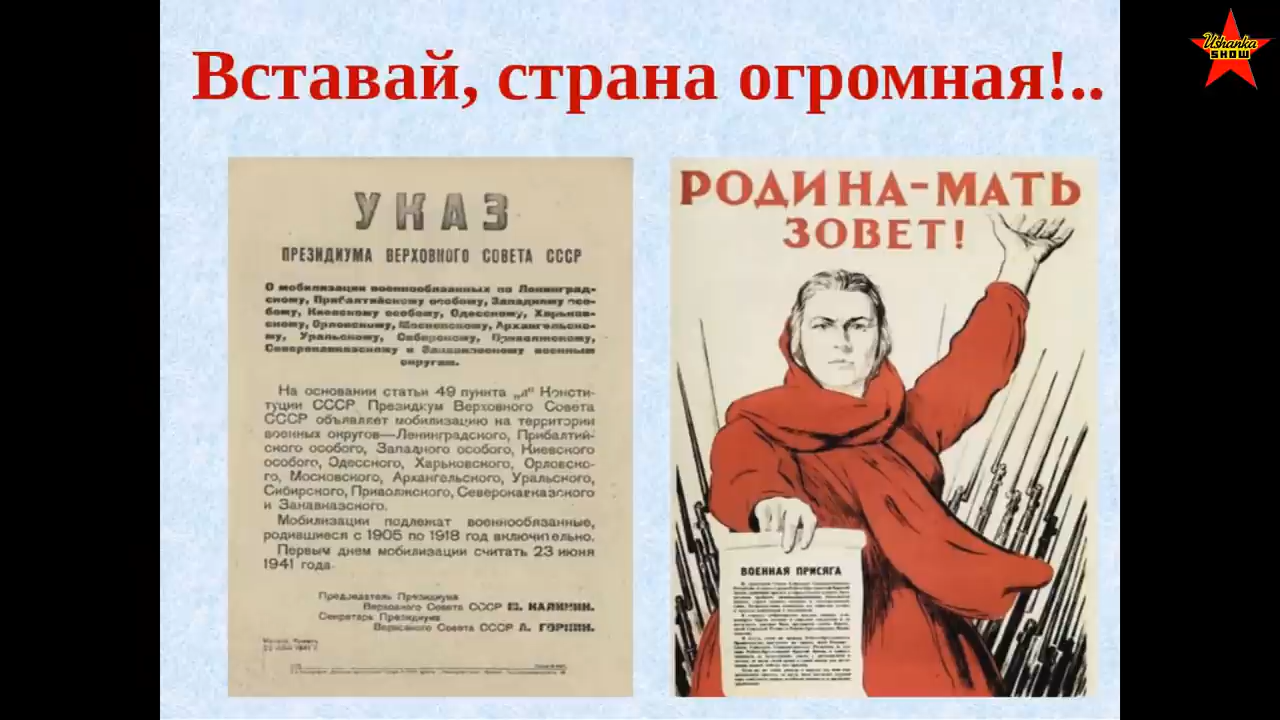 Вставай, страна огромная!..
Ushanka
SHOW
УКАЗ
ПРЕЗИДИУМА ВЕРХОВНОГО СОВЕТА СССР
О мобилизации военнообязанных по Ленинград-
скому, Прибалтийскому особому, Западному осо-
бому, Киевскому особому, Одесскому, Харьков-
скому, Орловскому, Московскому, Архангельско-
му, Уральскому, Сибирскому, Приволжскому,
Северокавказскому и Закавказскому военным
округам.
На основании статьи 49 пункта „л“ Консти-
туции СССР Президиум Верховного Совета
СССР объявляет мобилизацию на территории
военных округов—Ленинградского, Прибалтий-
ского особого, Западного особого, Киевского
особого, Одесского, Харьковского, Орловско-
го, Московского, Архангельского, Уральского,
Сибирского, Приволжского, Северокавказского
и Закавказского.
Мобилизации подлежат военнообязанные,
родившиеся с 1905 по 1918 год включительно.
Первым днем мобилизации считать 23 июня
1941 года.
Председатель Президиума
Верховного Совета СССР М. КАЛИНИН.
Секретарь Президиума
Верховного Совета СССР А. ГОРКИН.
РОДИНА-МАТЬ
ЗОВЕТ!
ВОЕННАЯ ПРИСЯГА